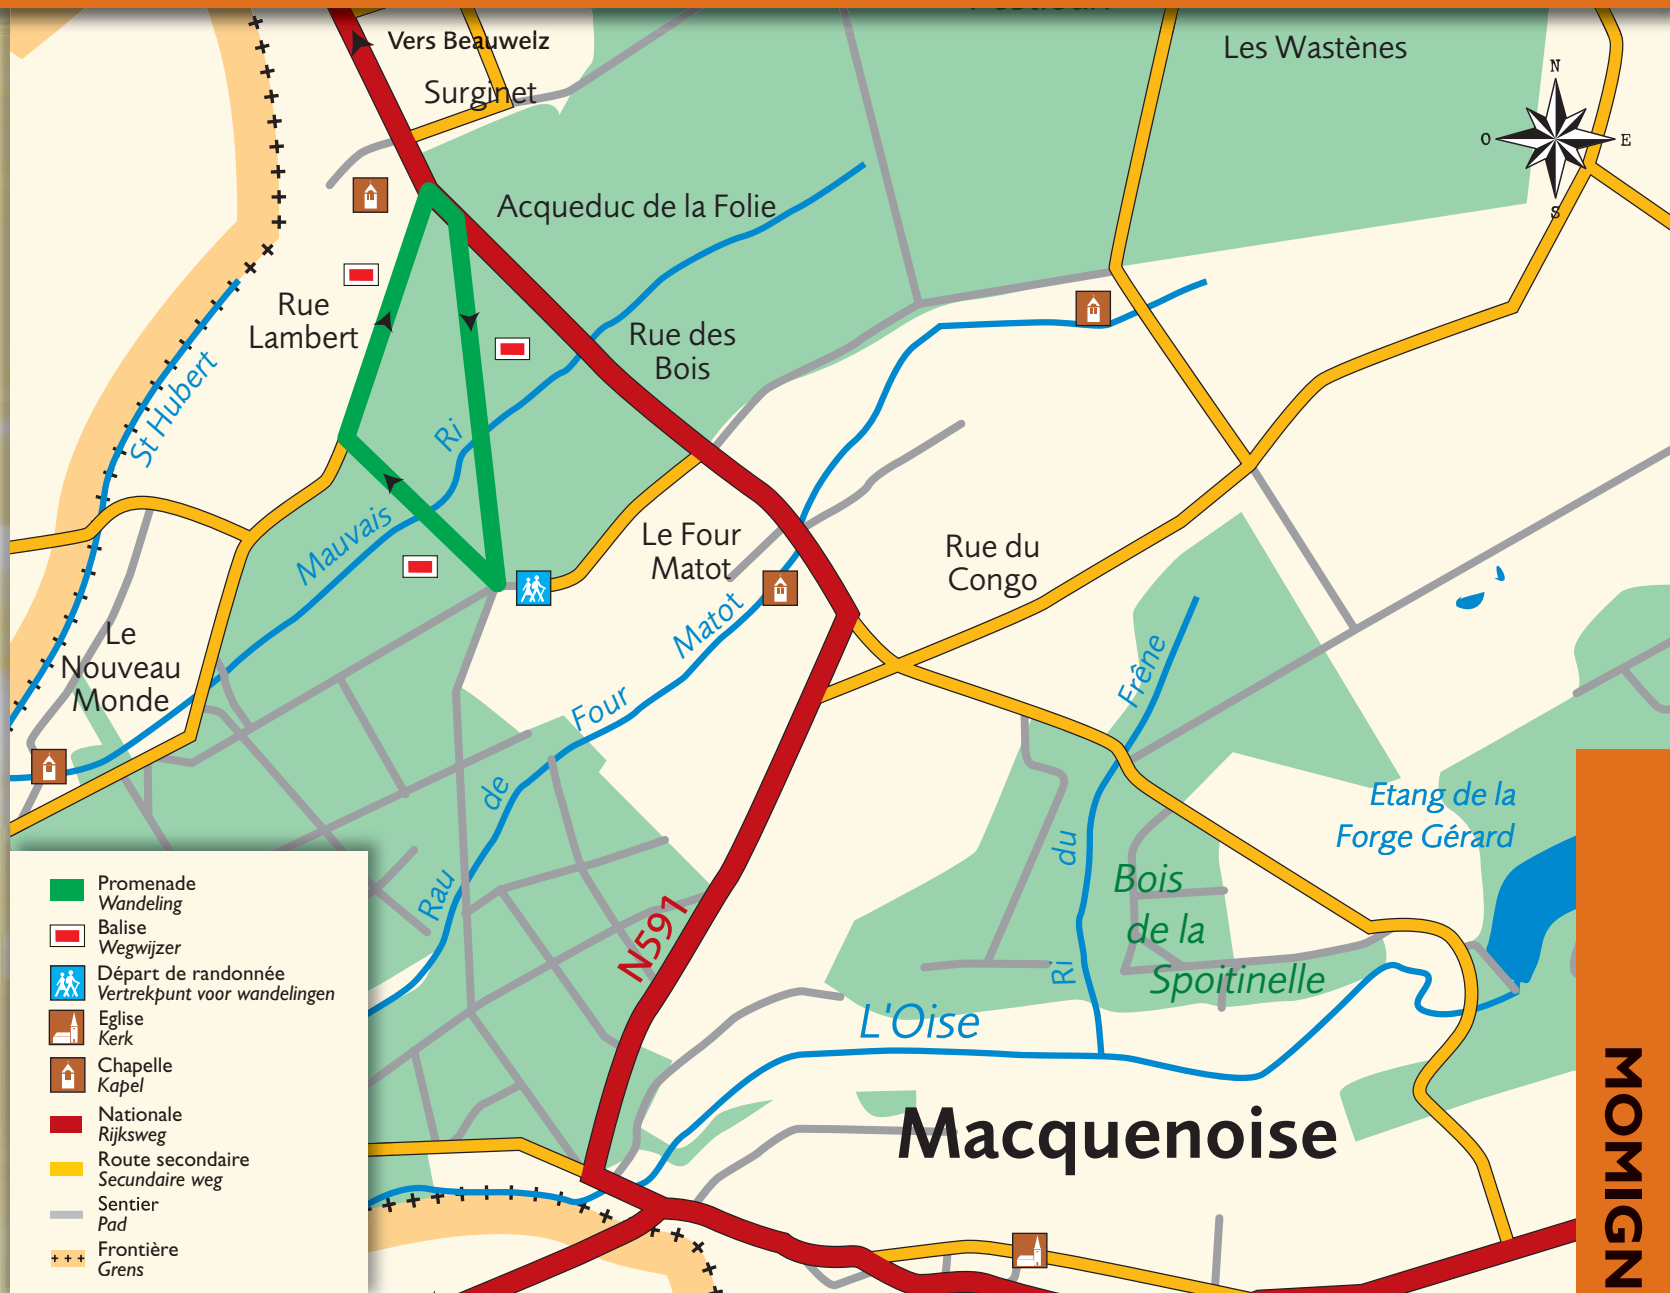 Vers Beauwelz
Surginet
Les Wastènes
N
O
E
S
Acqueduc de la Folie
Rue
Lambert
Rue des
Bois
St Hubert
Mauvais
Ri
Le Four
Matot
Rue du
Congo
Le
Nouveau
Monde
Rau
de
Four
Matot
Ri
du
Frêne
Etang de la
Forge Gérard
Bois
de la
Spoitinelle
N591
L'Oise
Macquenoise
MOMIGN
Promenade
Wandeling
Balise
Wegwijzer
Départ de randonnée
Vertrekpunt voor wandelingen
Eglise
Kerk
Chapelle
Kapel
Nationale
Rijksweg
Route secondaire
Secundaire weg
Sentier
Pad
Frontière
Grens